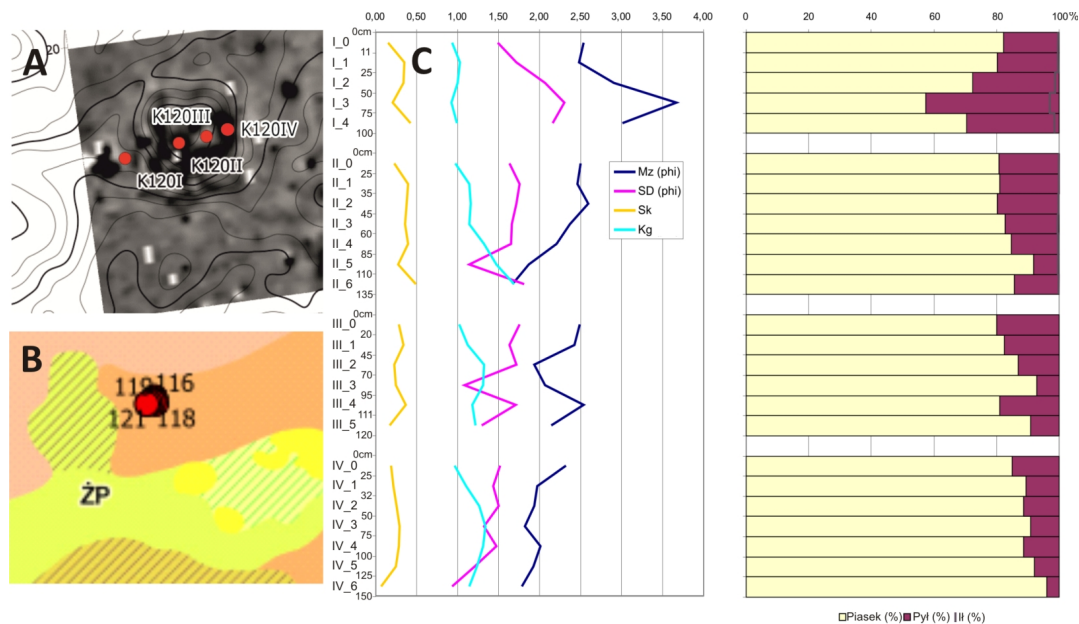 A
20
K120III
K120IV
K120II
K120I
B
119 116
121 118
ŻP
C
0,00 0,50 1,00 1,50 2,00 2,50 3,00 3,50 4,00
0cm
I_0
11
I_1
25
I_2
50
I_3
75
I_4
100
0cm
II_0
25
II_1
35
II_2
45
II_3
60
II_4
85
II_5
110
II_6
135
0cm
III_0
20
III_1
45
III_2
70
III_3
95
III_4
111
III_5
120
0cm
IV_0
25
IV_1
32
IV_2
50
IV_3
75
IV_4
100
IV_5
125
IV_6
150
Mz (phi)
SD (phi)
Sk
Kg
0 20 40 60 80 100%
Piasek (%) Pył (%) Ił (%)